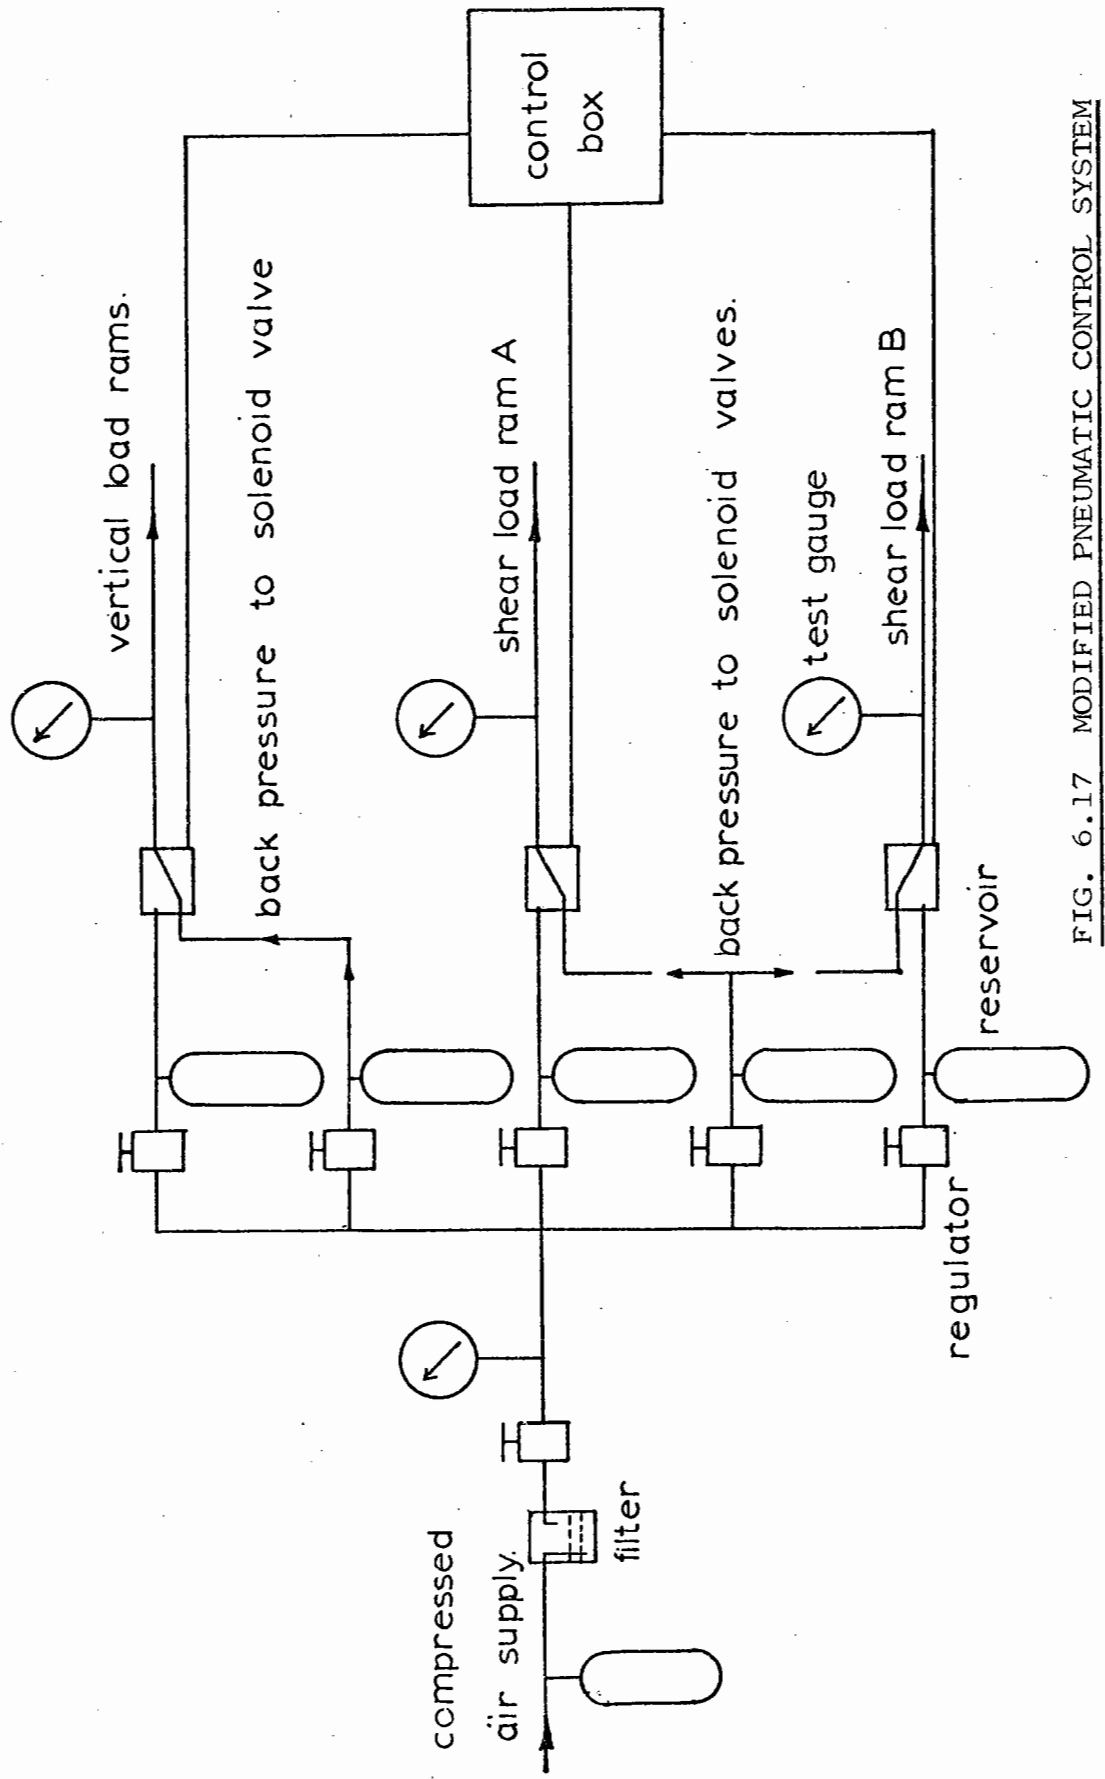 vertical load rams.
back pressure to solenoid valve
control
box
shear load ram A
back pressure to solenoid valves.
test gauge
shear load ram B
compressed
air supply.
filter
regulator
reservoir
FIG. 6.17 MODIFIED PNEUMATIC CONTROL SYSTEM